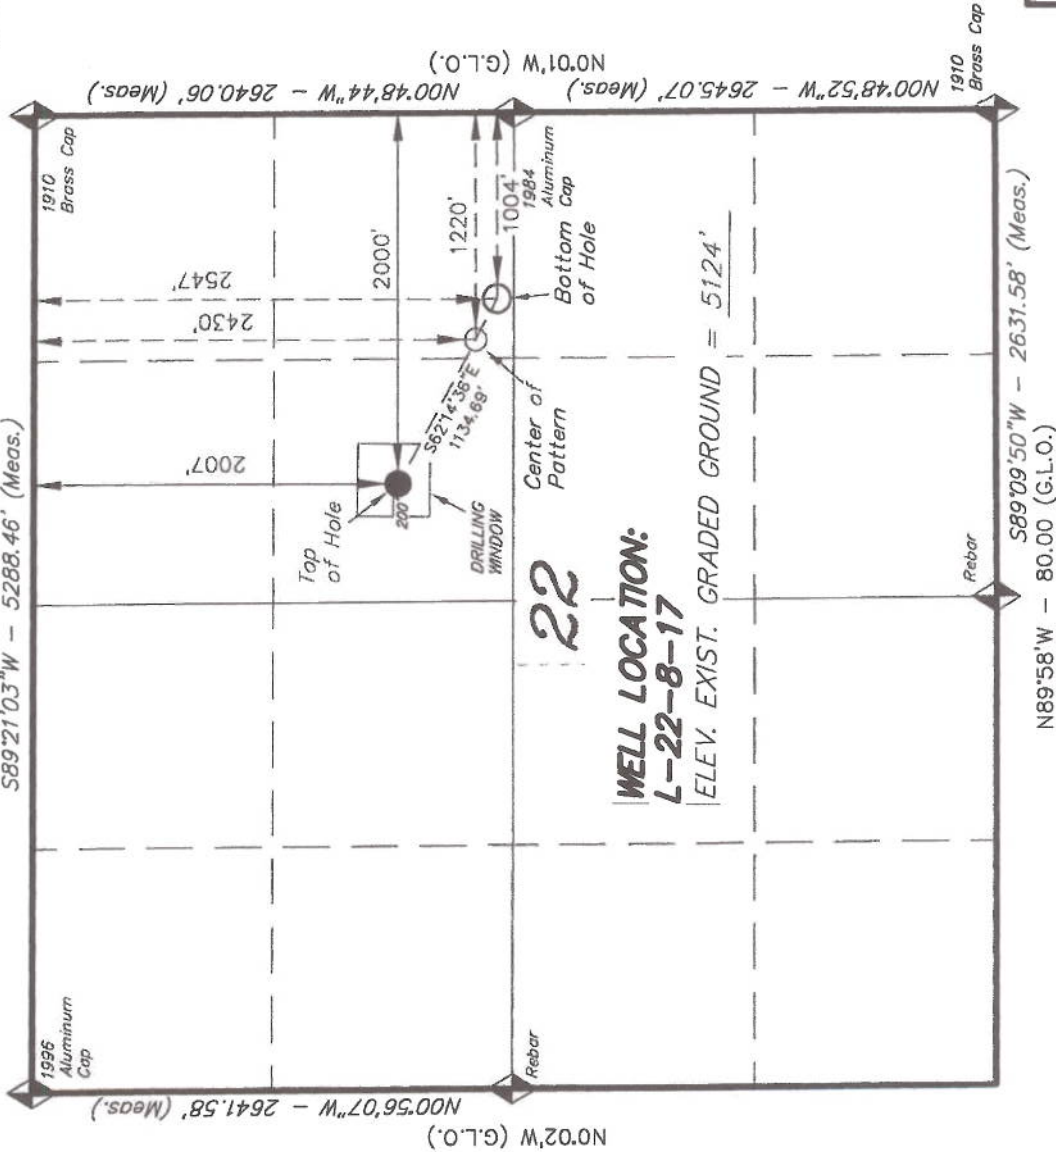 S89°21'03"W – 5288.46' (Meas.)
1996
Aluminum
Cap
1910
Brass Cap
N00°56'07"W – 2641.58' (Meas.)
N0°02'W (G.L.O.)
N00°48'44"W – 2640.06' (Meas.)
N0°01'W (G.L.O.)
N00°48'52"W – 2645.07' (Meas.)
2547'
2430'
2007'
2000'
1220'
1004'
1984
Aluminum
Cap
Top
of Hole
200'
S62°14'36"E
1134.69'
DRILLING
WINDOW
Center of
Pattern
Bottom
of Hole
Rebar
22
WELL LOCATION:
L–22–8–17
ELEV. EXIST. GRADED GROUND = 5124'
Rebar
1910
Brass Cap
S89°09'50"W – 2631.58' (Meas.)
N89°58'W – 80.00 (G.L.O.)